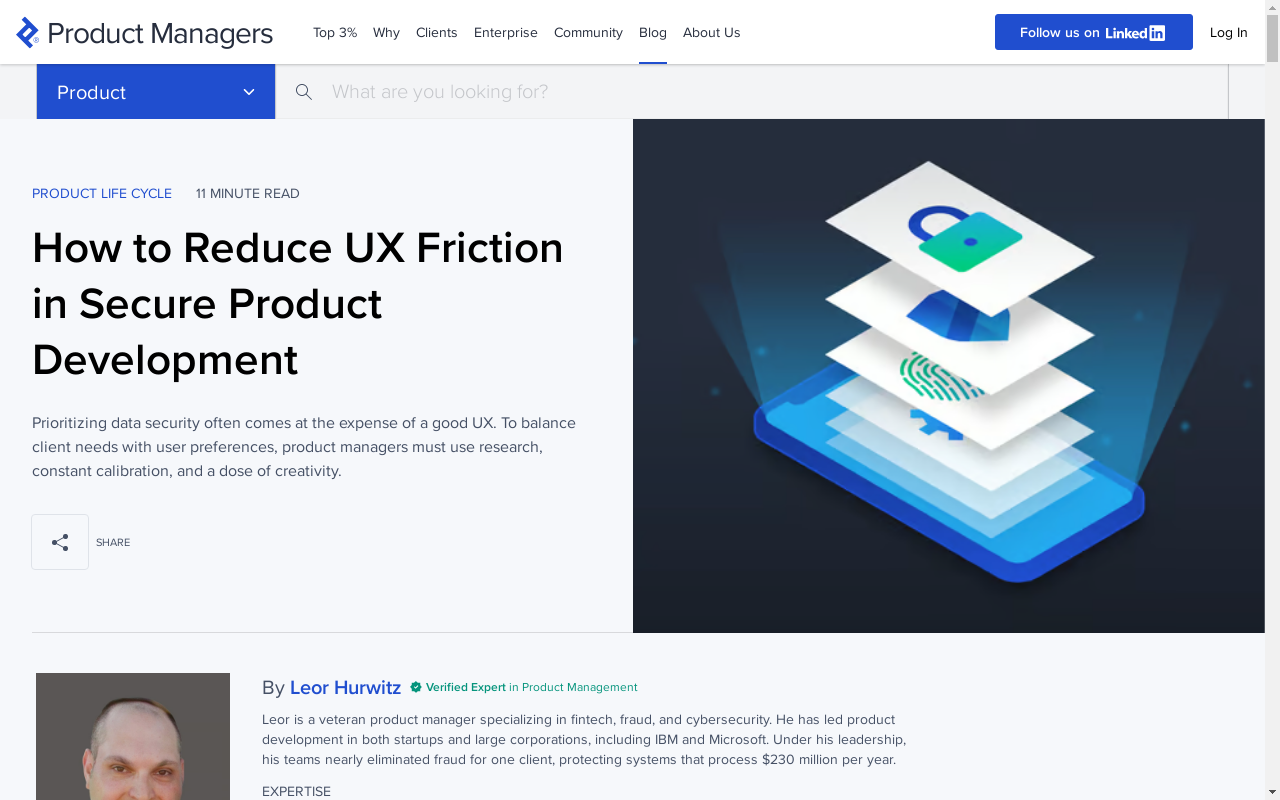 Product Managers
Top 3% Why Clients Enterprise Community Blog About Us
Follow us on LinkedIn
Log In
Product
What are you looking for?
PRODUCT LIFE CYCLE 11 MINUTE READ
How to Reduce UX Friction
in Secure Product
Development
Prioritizing data security often comes at the expense of a good UX. To balance
client needs with user preferences, product managers must use research,
constant calibration, and a dose of creativity.
SHARE
By Leor Hurwitz Verified Expert in Product Management
Leor is a veteran product manager specializing in fintech, fraud, and cybersecurity. He has led product
development in both startups and large corporations, including IBM and Microsoft. Under his leadership,
his teams nearly eliminated fraud for one client, protecting systems that process $230 million per year.
EXPERTISE